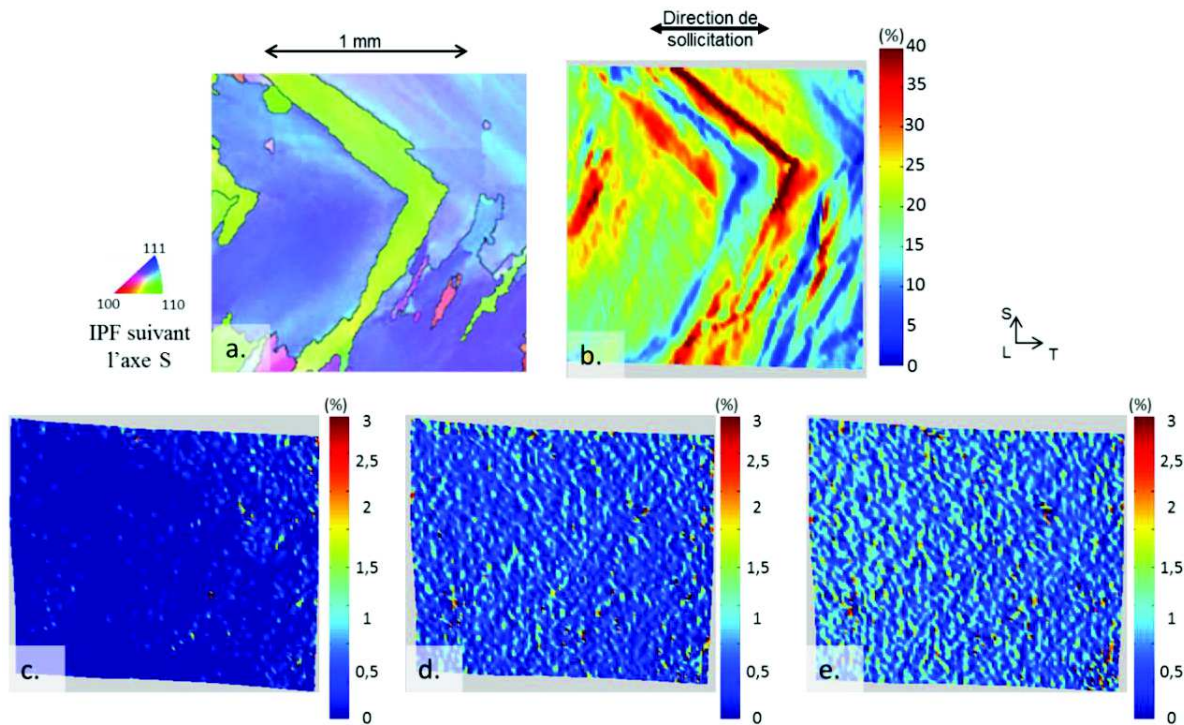 1 mm
Direction de
sollicitation
(%)
40
35
30
25
20
15
10
5
0
111
100
110
IPF suivant
l'axe S
a.
b.
S
L
T
(%)
3
2,5
2
1,5
1
0,5
0
c.
(%)
3
2,5
2
1,5
1
0,5
0
d.
(%)
3
2,5
2
1,5
1
0,5
0
e.